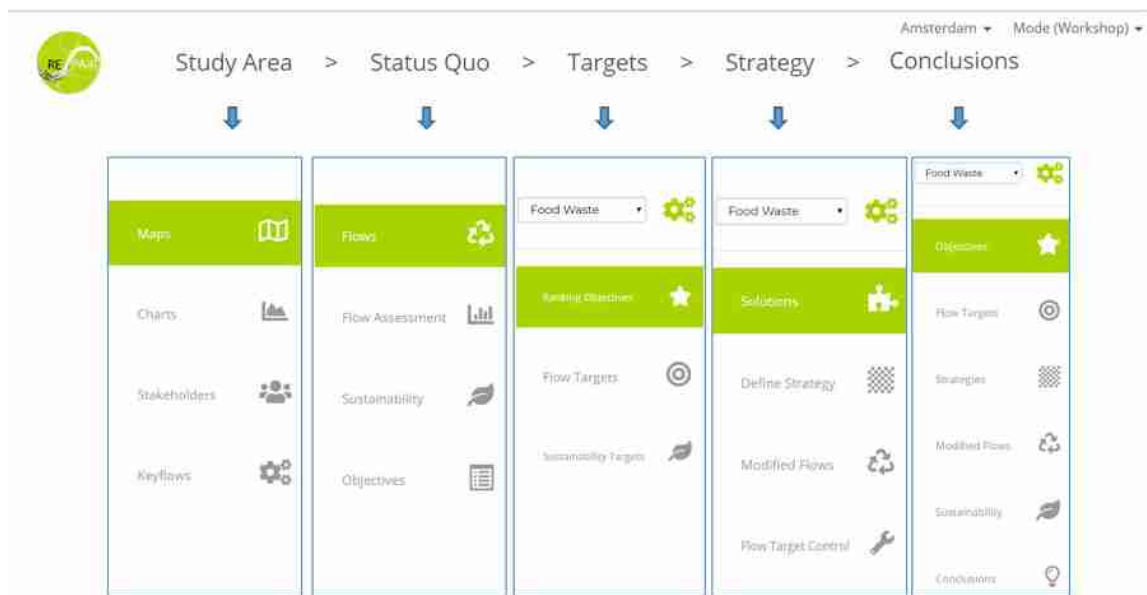 Amsterdam Mode (Workshop)
RE PAiR
Study Area > Status Quo > Targets > Strategy > Conclusions
Maps
Charts
Stakeholders
Keyflows
Flows
Flow Assessment
Sustainability
Objectives
Food Waste
Ranking Objectives
Flow Targets
Sustainability Targets
Food Waste
Solutions
Define Strategy
Modified Flows
Flow Target Control
Food Waste
Objectives
Flow Targets
Strategies
Modified Flows
Sustainability
Conclusions